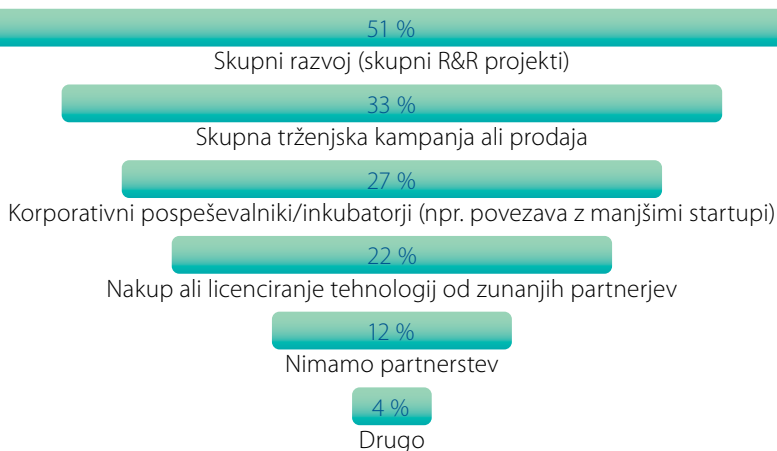 51 %
Skupni razvoj (skupni R&R projekti)
33 %
Skupna trženjska kampanja ali prodaja
27 %
Korporativni pospeševalniki/inkubatorji (npr. povezava z manjšimi startupi)
22 %
Nakup ali licenciranje tehnologij od zunanjih partnerjev
12 %
Nimamo partnerstev
4 %
Drugo